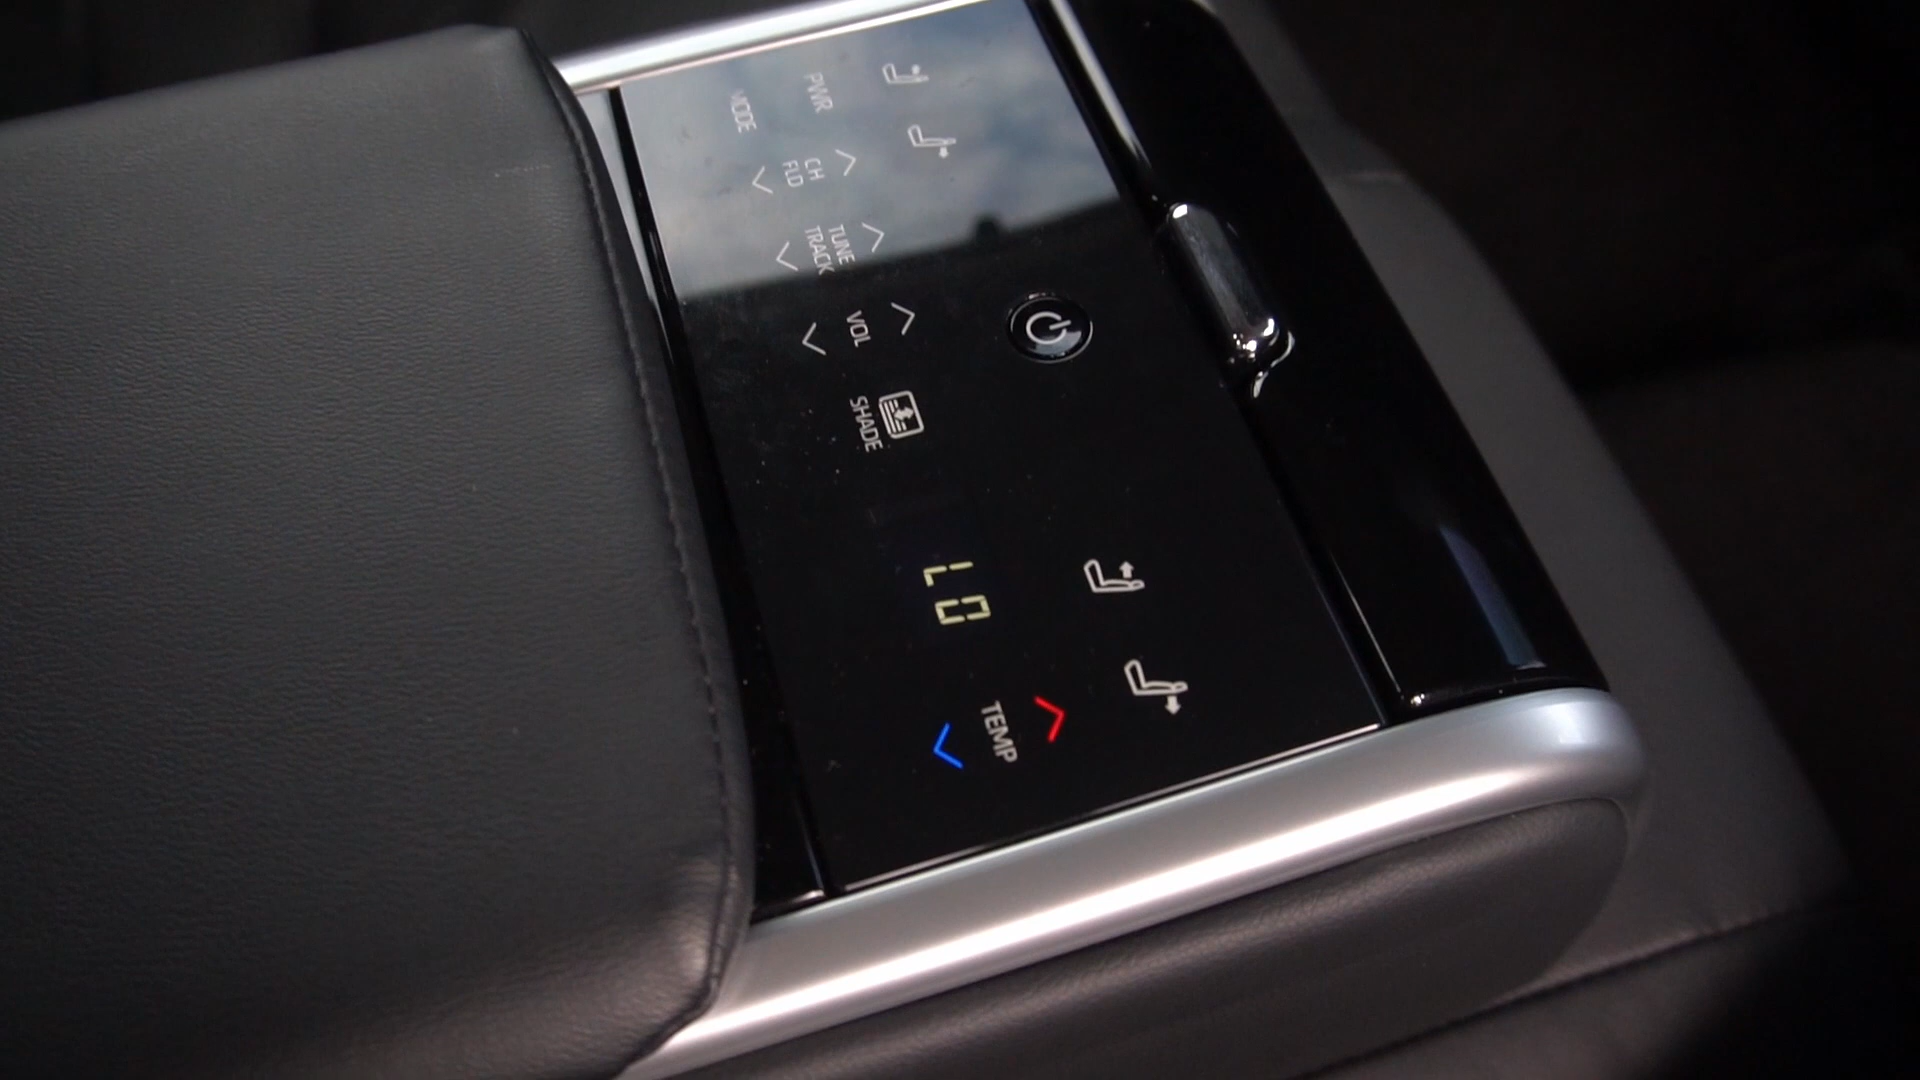 PWR
MODE
CH
FLD
TUNE
TRACK
VOL
SHADE
LO
TEMP